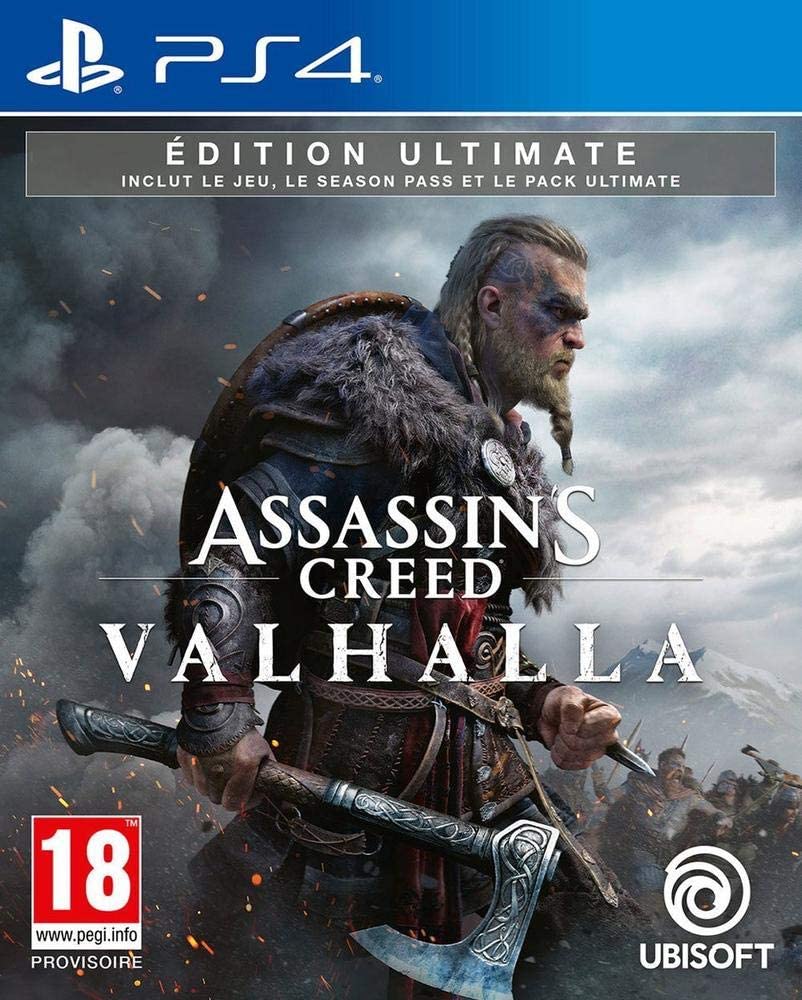 PS4®
ÉDITION ULTIMATE
INCLUT LE JEU, LE SEASON PASS ET LE PACK ULTIMATE
ASSASSIN'S
CREED®
VALHALLA
18™
www.pegi.info
PROVISOIRE
UBISOFT